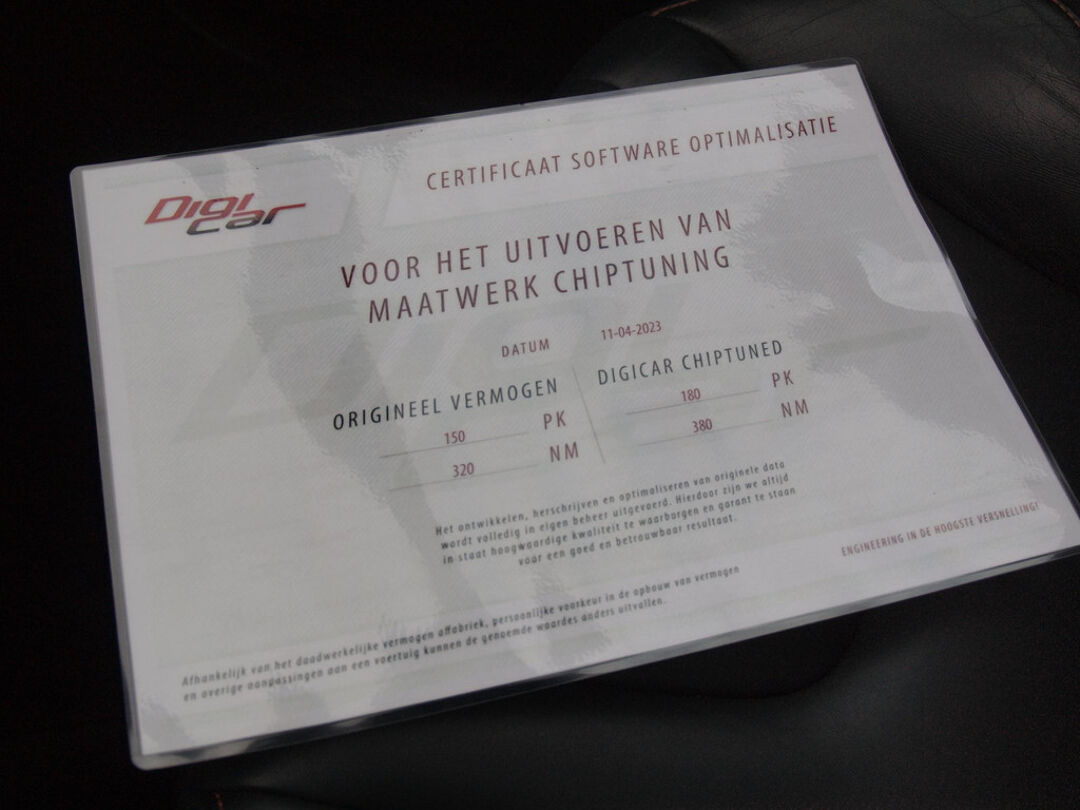 CERTIFICAAT SOFTWARE OPTIMALISATIE
Digi
car
VOOR HET UITVOEREN VAN
MAATWERK CHIPTUNING
DATUM 11-04-2023
ORIGINEEL VERMOGEN
150 PK
320 NM
DIGICAR CHIPTUNED
180 PK
380 NM
Het ontwikkelen, herschrijven en optimaliseren van originele data
wordt volledig in eigen beheer uitgevoerd. Hierdoor zijn we altijd
in staat hoogwaardige kwaliteit te waarborgen en garant te staan
voor een goed en betrouwbaar resultaat.
ENGINEERING IN DE HOOGSTE VERSNELLING!
Afhankelijk van het daadwerkelijke vermogen affabriek, persoonlijke voorkeur in de opbouw van vermogen
en overige aanpassingen aan een voertuig kunnen de genoemde waardes anders uitvallen.